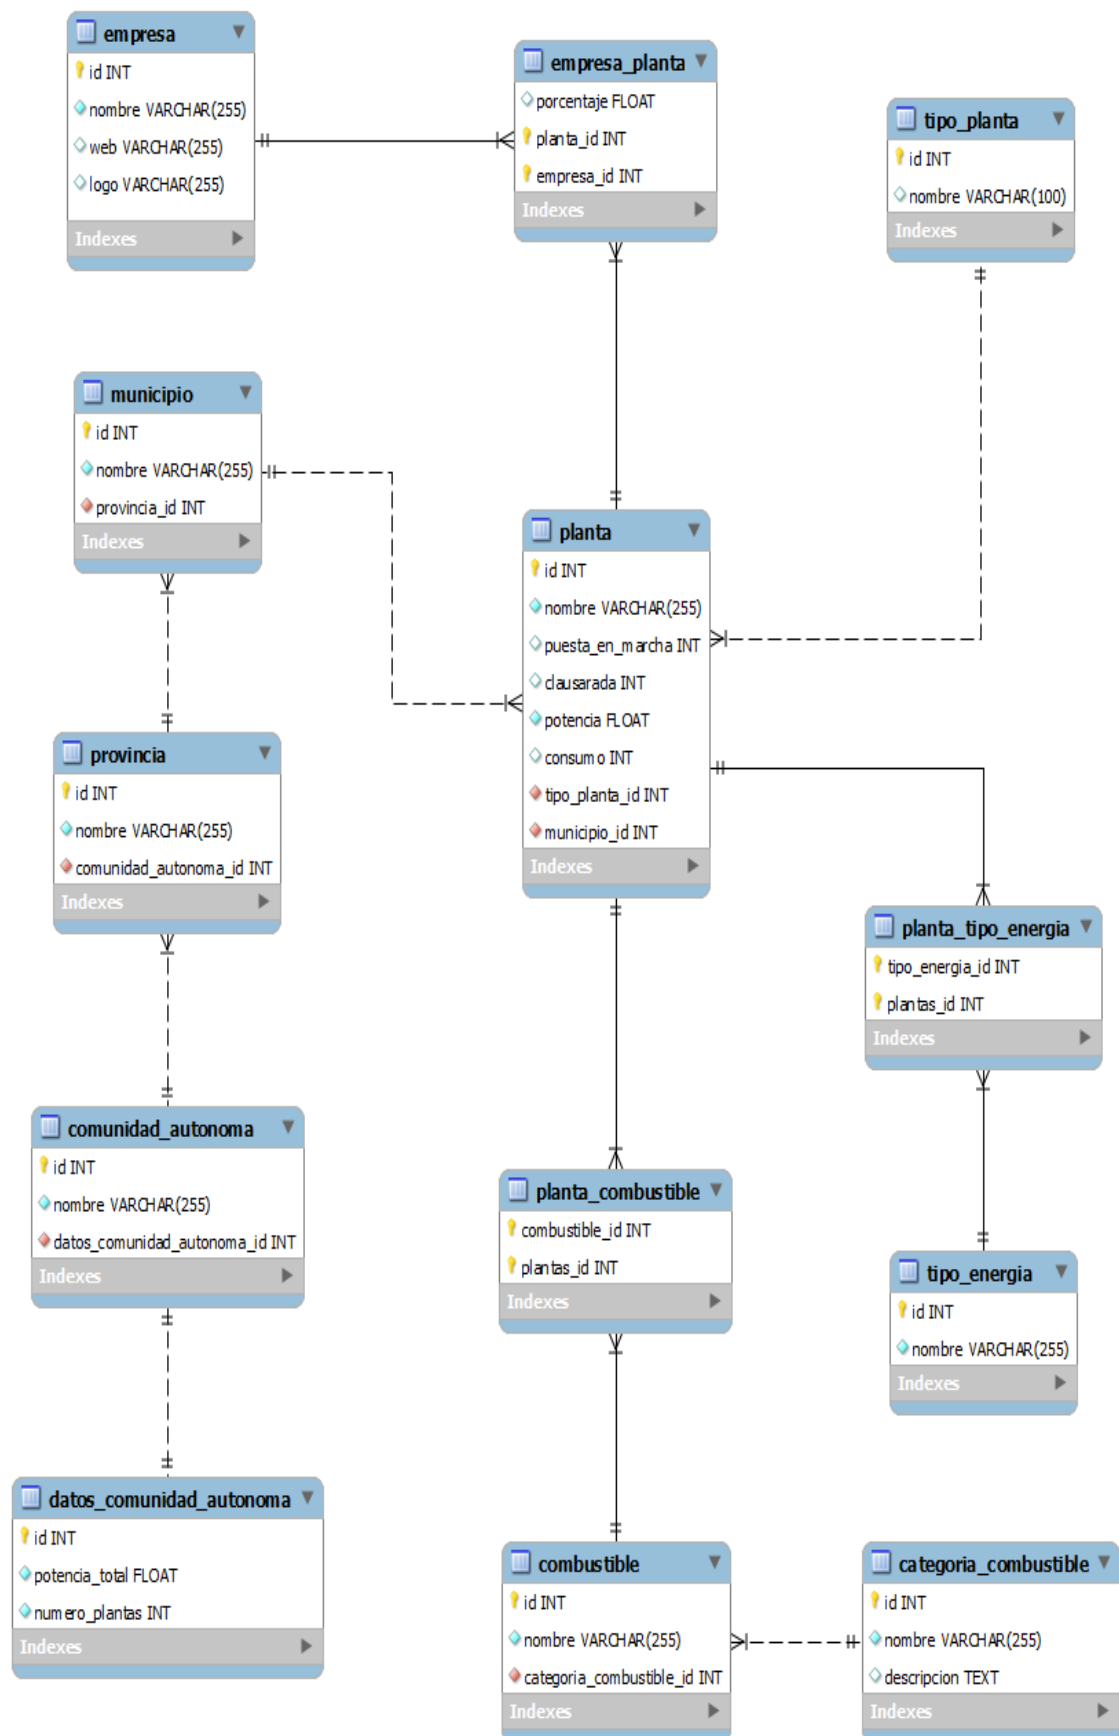 empresa
id INT
nombre VARCHAR(255)
web VARCHAR(255)
logo VARCHAR(255)
Indexes
empresa_planta
porcentaje FLOAT
planta_id INT
empresa_id INT
Indexes
tipo_planta
id INT
nombre VARCHAR(100)
Indexes
municipio
id INT
nombre VARCHAR(255)
provincia_id INT
Indexes
planta
id INT
nombre VARCHAR(255)
puesta_en_marcha INT
clausarada INT
potencia FLOAT
consumo INT
tipo_planta_id INT
municipio_id INT
Indexes
provincia
id INT
nombre VARCHAR(255)
comunidad_autonoma_id INT
Indexes
planta_tipo_energia
tipo_energia_id INT
plantas_id INT
Indexes
comunidad_autonoma
id INT
nombre VARCHAR(255)
datos_comunidad_autonoma_id INT
Indexes
planta_combustible
combustible_id INT
plantas_id INT
Indexes
tipo_energia
id INT
nombre VARCHAR(255)
Indexes
datos_comunidad_autonoma
id INT
potencia_total FLOAT
numero_plantas INT
Indexes
combustible
id INT
nombre VARCHAR(255)
categoria_combustible_id INT
Indexes
categoria_combustible
id INT
nombre VARCHAR(255)
descripcion TEXT
Indexes